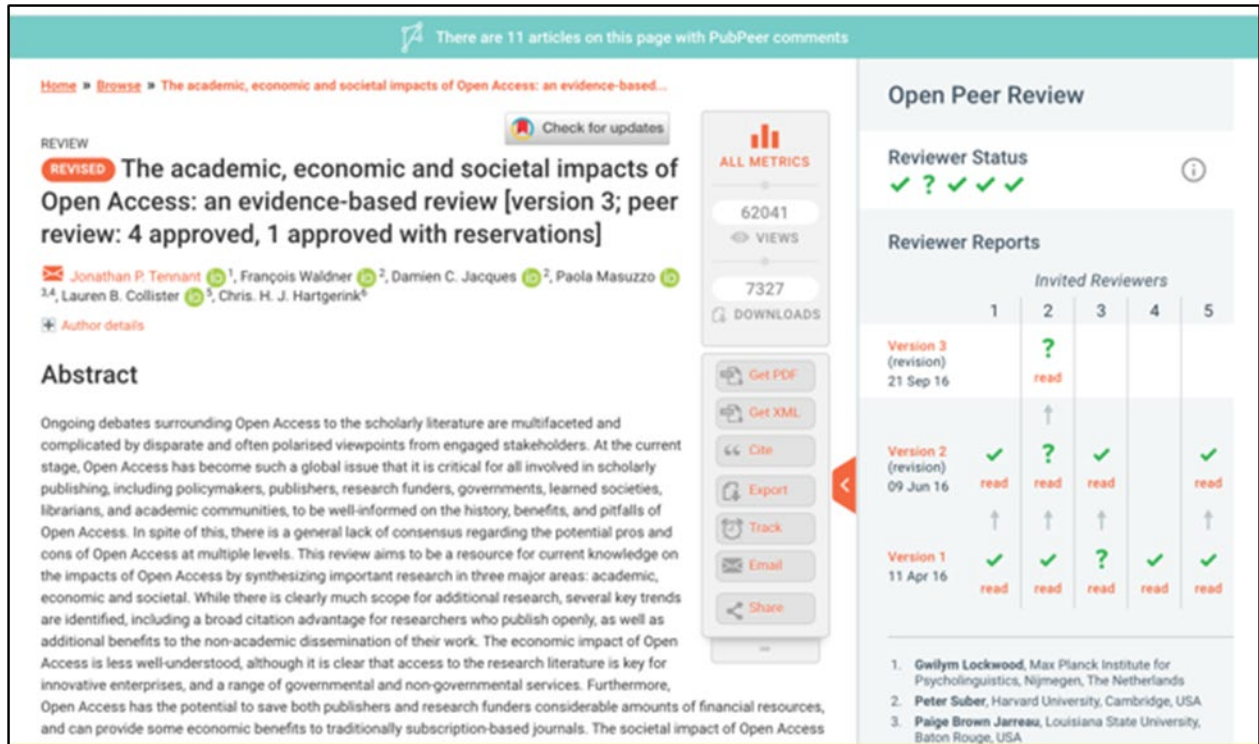 There are 11 articles on this page with PubPeer comments
Home » Browse » The academic, economic and societal impacts of Open Access: an evidence-based...
Check for updates
REVIEW
REVISED The academic, economic and societal impacts of
Open Access: an evidence-based review [version 3; peer
review: 4 approved, 1 approved with reservations]
Jonathan P. Tennant iD 1, François Waldner iD 2, Damien C. Jacques iD 2, Paola Masuzzo iD
3,4, Lauren B. Collister iD 5, Chris. H. J. Hartgerink6
Author details
Abstract
Ongoing debates surrounding Open Access to the scholarly literature are multifaceted and
complicated by disparate and often polarised viewpoints from engaged stakeholders. At the current
stage, Open Access has become such a global issue that it is critical for all involved in scholarly
publishing, including policymakers, publishers, research funders, governments, learned societies,
librarians, and academic communities, to be well-informed on the history, benefits, and pitfalls of
Open Access. In spite of this, there is a general lack of consensus regarding the potential pros and
cons of Open Access at multiple levels. This review aims to be a resource for current knowledge on
the impacts of Open Access by synthesizing important research in three major areas: academic,
economic and societal. While there is clearly much scope for additional research, several key trends
are identified, including a broad citation advantage for researchers who publish openly, as well as
additional benefits to the non-academic dissemination of their work. The economic impact of Open
Access is less well-understood, although it is clear that access to the research literature is key for
innovative enterprises, and a range of governmental and non-governmental services. Furthermore,
Open Access has the potential to save both publishers and research funders considerable amounts of financial resources,
and can provide some economic benefits to traditionally subscription-based journals. The societal impact of Open Access
ALL METRICS
62041
VIEWS
7327
DOWNLOADS
Get PDF
Get XML
Cite
Export
Track
Email
Share
Open Peer Review
Reviewer Status
✓ ? ✓ ✓ ✓
Reviewer Reports
Invited Reviewers
1 2 3 4 5
Version 3
(revision)
21 Sep 16
?
read
Version 2
(revision)
09 Jun 16
✓ ? ✓ ✓
read read read read
Version 1
11 Apr 16
✓ ✓ ? ✓ ✓
read read read read read
1. Gwilym Lockwood, Max Planck Institute for
Psycholinguistics, Nijmegen, The Netherlands
2. Peter Suber, Harvard University, Cambridge, USA
3. Paige Brown Jarreau, Louisiana State University,
Baton Rouge, USA